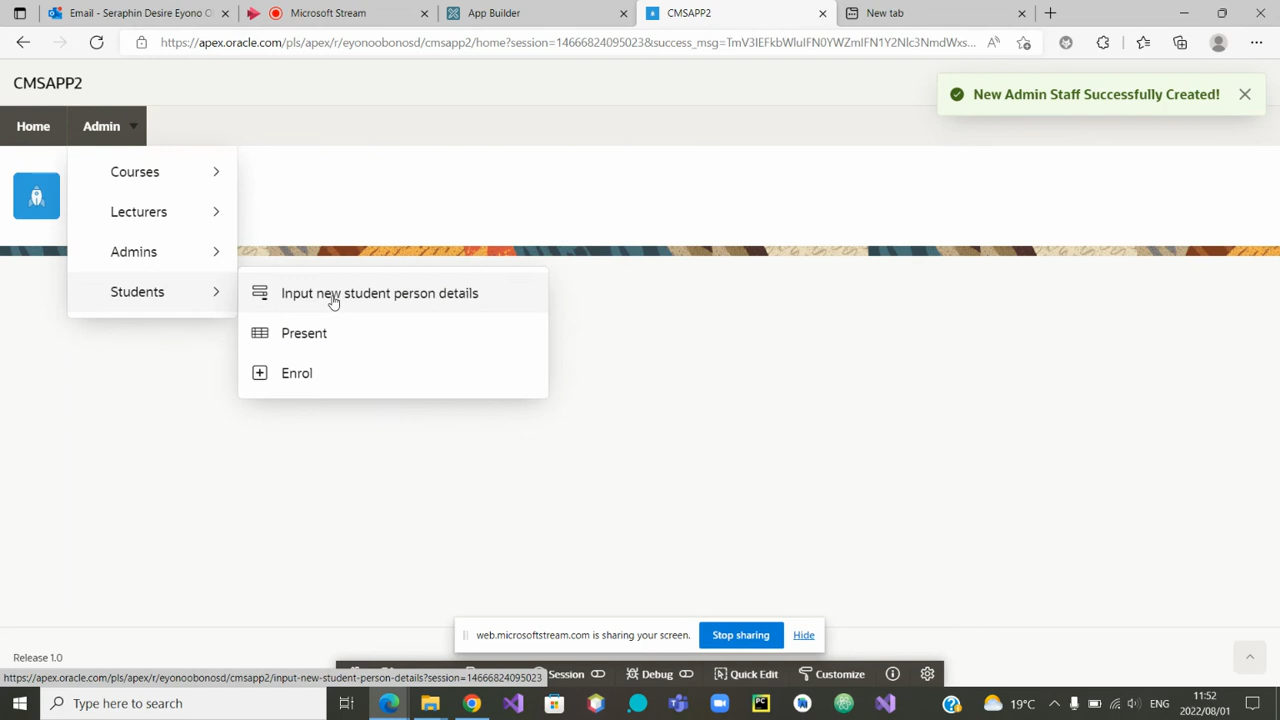 Email - Seraphin Desire Eyono O
Microsoft Stream
App Builder
CMSAPP2
New tab
https://apex.oracle.com/pls/apex/r/eyonoobonosd/cmsapp2/home?session=14666824095023&success_msg=TmV3IEFkbWluIFN0YWZmIFN1Y2Nlc3NmdWxs...
CMSAPP2
New Admin Staff Successfully Created!
Home
Admin
Courses
Lecturers
Admins
Students
Input new student person details
Present
Enrol
web.microsoftstream.com is sharing your screen.
Stop sharing
Hide
Release 1.0
https://apex.oracle.com/pls/apex/r/eyonoobonosd/cmsapp2/input-new-student-person-details?session=14666824095023
Session
Debug
Quick Edit
Customize
Type here to search
19°C
ENG
11:52
2022/08/01